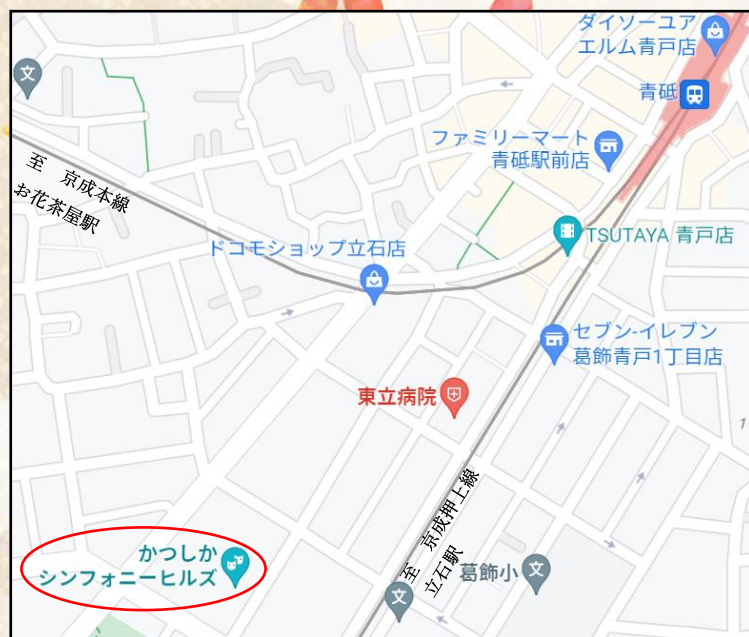 ダイソーユア
エルム青戸店
文
青砥
ファミリーマート
青砥駅前店
至 京成本線
お花茶屋駅
TSUTAYA 青戸店
ドコモショップ立石店
セブン-イレブン
葛飾青戸1丁目店
東立病院
1
至 京成押上線
立石駅
かつしか
シンフォニーヒルズ
葛飾小
文
文